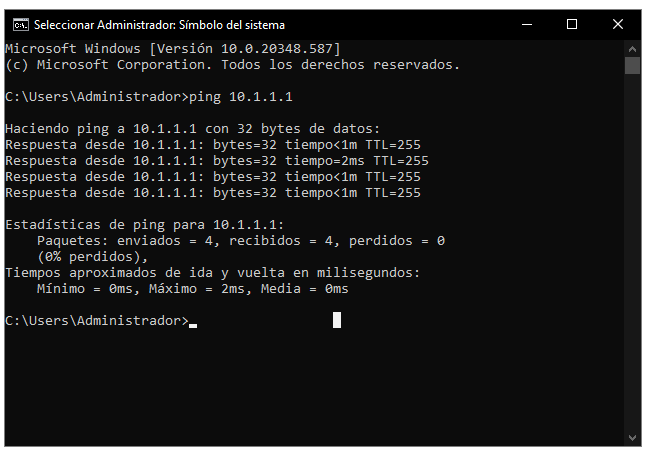 Seleccionar Administrador: Símbolo del sistema
Microsoft Windows [Versión 10.0.20348.587]
(c) Microsoft Corporation. Todos los derechos reservados.
C:\Users\Administrador>ping 10.1.1.1
Haciendo ping a 10.1.1.1 con 32 bytes de datos:
Respuesta desde 10.1.1.1: bytes=32 tiempo<1m TTL=255
Respuesta desde 10.1.1.1: bytes=32 tiempo=2ms TTL=255
Respuesta desde 10.1.1.1: bytes=32 tiempo<1m TTL=255
Respuesta desde 10.1.1.1: bytes=32 tiempo<1m TTL=255
Estadísticas de ping para 10.1.1.1:
    Paquetes: enviados = 4, recibidos = 4, perdidos = 0
    (0% perdidos),
Tiempos aproximados de ida y vuelta en milisegundos:
    Mínimo = 0ms, Máximo = 2ms, Media = 0ms
C:\Users\Administrador>